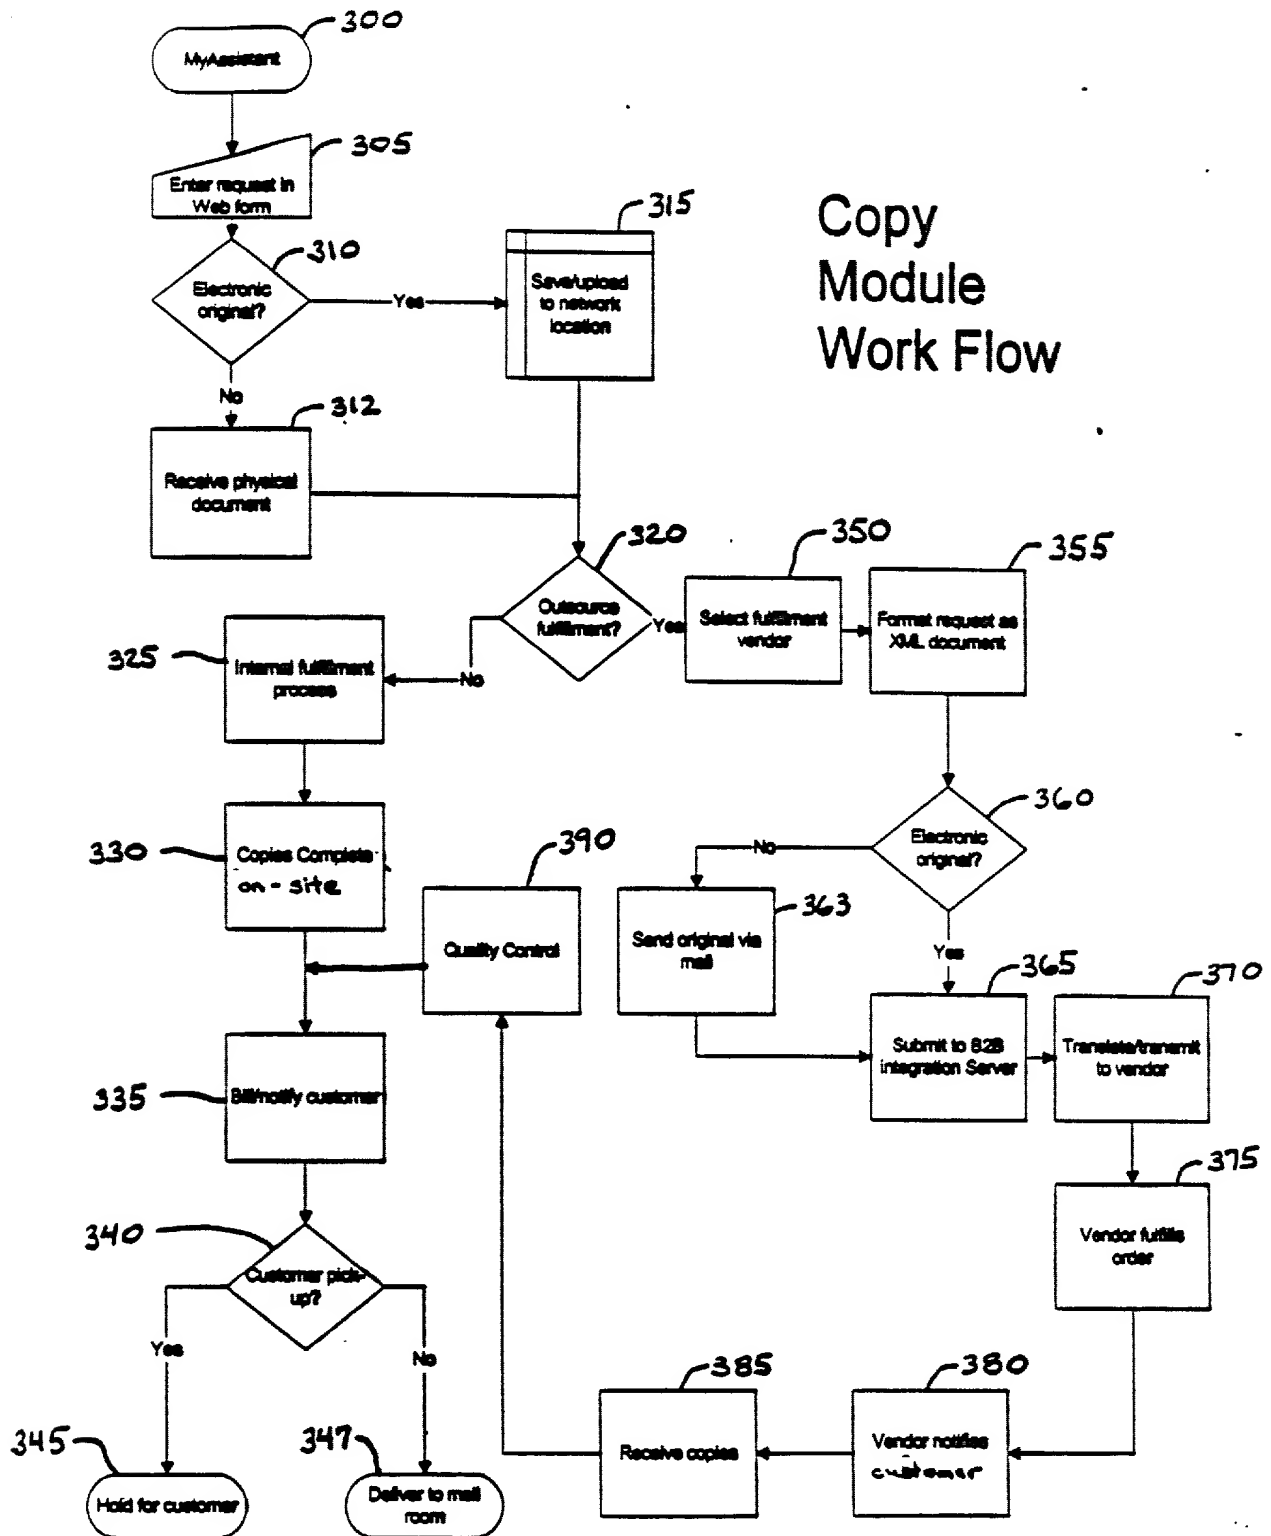 300
MyAssistant
305
Enter request in
Web form
310
Electronic
original?
Yes
315
Save/upload
to network
location
Copy
Module
Work Flow
No
312
Receive physical
document
320
Outsource
fulfillment?
Yes
350
Select fulfillment
vendor
355
Format request as
XML document
No
325
Internal fulfillment
process
330
Copies Complete
on-site
390
Quality Control
360
Electronic
original?
No
363
Send original via
mail
Yes
365
Submit to B2B
integration Server
370
Translate/transmit
to vendor
335
Bill/notify customer
375
Vendor fulfills
order
340
Customer pick-
up?
Yes
No
385
Receive copies
380
Vendor notifies
customer
345
Hold for customer
347
Deliver to mail
room